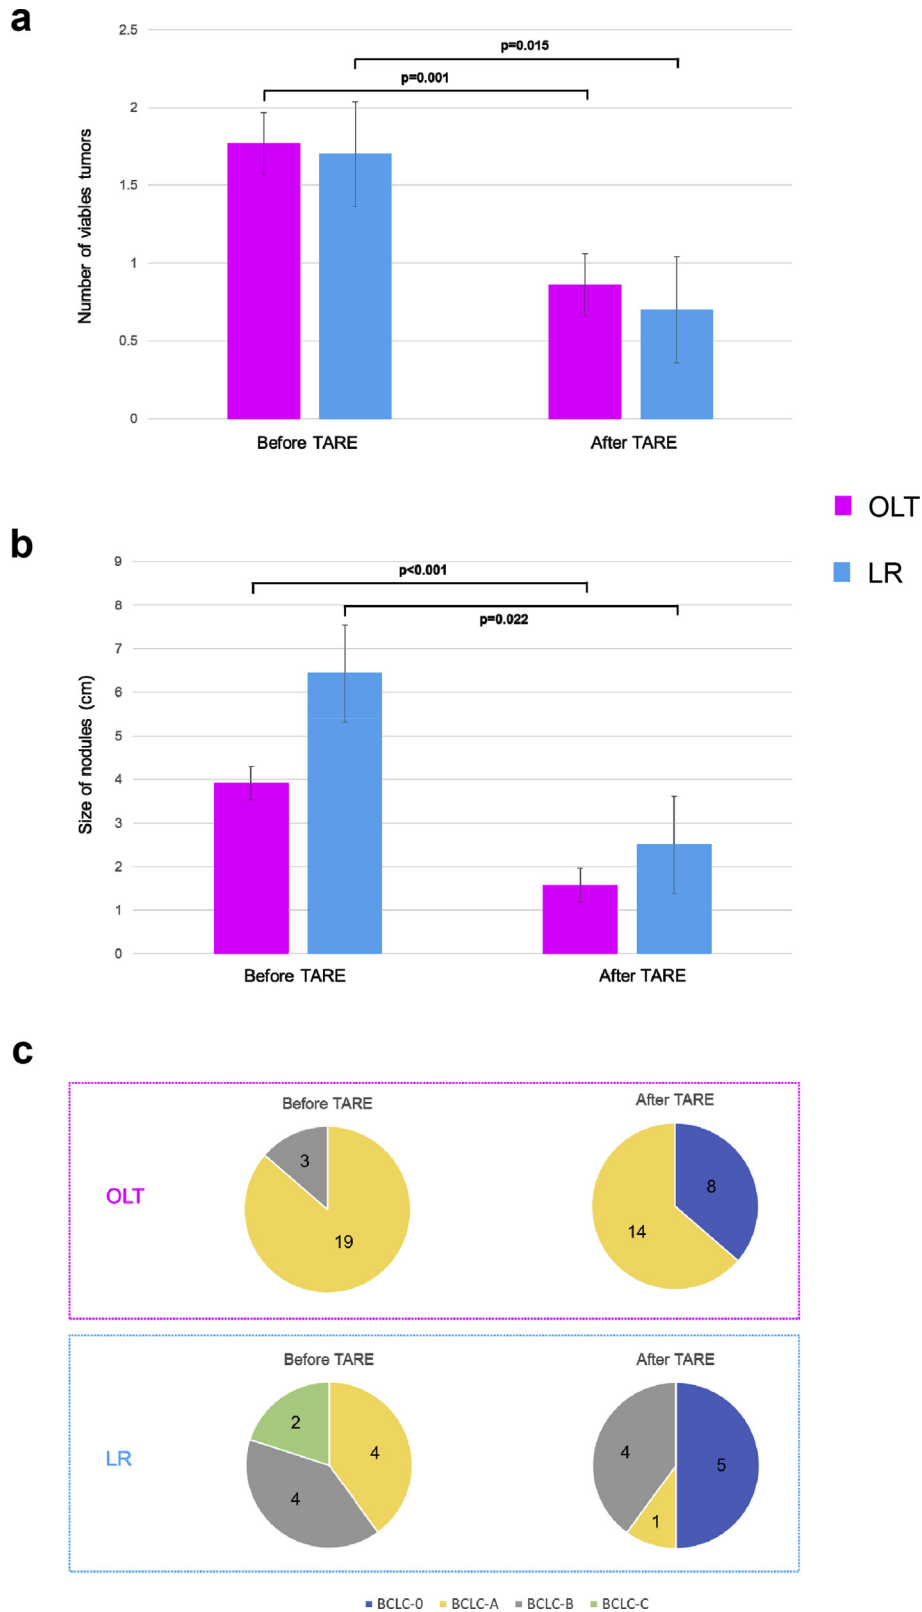 a
2.5
p=0.015
p=0.001
2
1.5
1
0.5
0
Number of viables tumors
Before TARE After TARE
OLT
LR
b
9
p<0.001
8
p=0.022
7
6
5
4
3
2
1
0
Size of nodules (cm)
Before TARE After TARE
c
Before TARE After TARE
OLT
3
19
8
14
Before TARE After TARE
LR
2
4
4
4
5
1
BCLC-0 BCLC-A BCLC-B BCLC-C